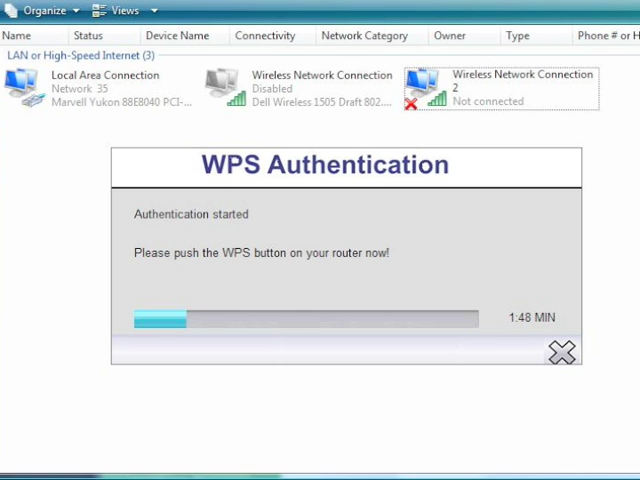 Organize Views
Name Status Device Name Connectivity Network Category Owner Type Phone # or H
LAN or High-Speed Internet (3)
Local Area Connection
Network 35
Marvell Yukon 88E8040 PCI-...
Wireless Network Connection
Disabled
Dell Wireless 1505 Draft 802....
Wireless Network Connection
2
Not connected
WPS Authentication
Authentication started
Please push the WPS button on your router now!
1:48 MIN